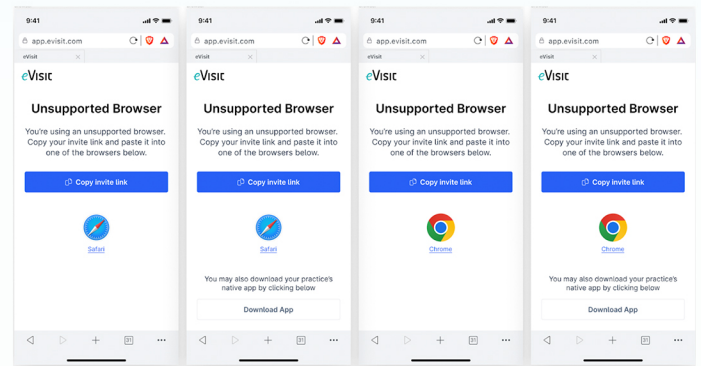 9:41
app.evisit.com
eVisit
eVisit
Unsupported Browser
You're using an unsupported browser.
Copy your invite link and paste it into
one of the browsers below.
Copy invite link
Safari
31
9:41
app.evisit.com
eVisit
eVisit
Unsupported Browser
You're using an unsupported browser.
Copy your invite link and paste it into
one of the browsers below.
Copy invite link
Safari
You may also download your practice's
native app by clicking below
Download App
31
9:41
app.evisit.com
eVisit
eVisit
Unsupported Browser
You're using an unsupported browser.
Copy your invite link and paste it into
one of the browsers below.
Copy invite link
Chrome
31
9:41
app.evisit.com
eVisit
eVisit
Unsupported Browser
You're using an unsupported browser.
Copy your invite link and paste it into
one of the browsers below.
Copy invite link
Chrome
You may also download your practice's
native app by clicking below
Download App
31